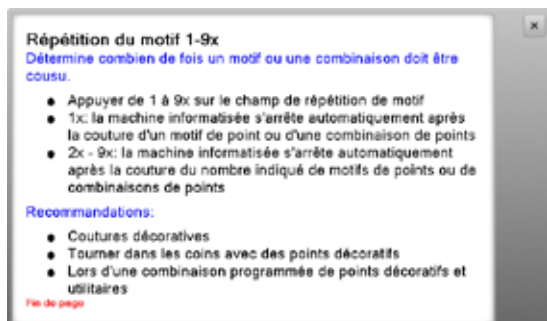 Répétition du motif 1-9x
Détermine combien de fois un motif ou une combinaison doit être
cousu.
• Appuyer de 1 à 9x sur le champ de répétition de motif
• 1x: la machine informatisée s'arrête automatiquement après
la couture d'un motif de point ou d'une combinaison de points
• 2x - 9x: la machine informatisée s'arrête automatiquement
après la couture du nombre indiqué de motifs de points ou de
combinaisons de points
Recommandations:
• Coutures décoratives
• Tourner dans les coins avec des points décoratifs
• Lors d'une combinaison programmée de points décoratifs et
utilitaires
Fin de page